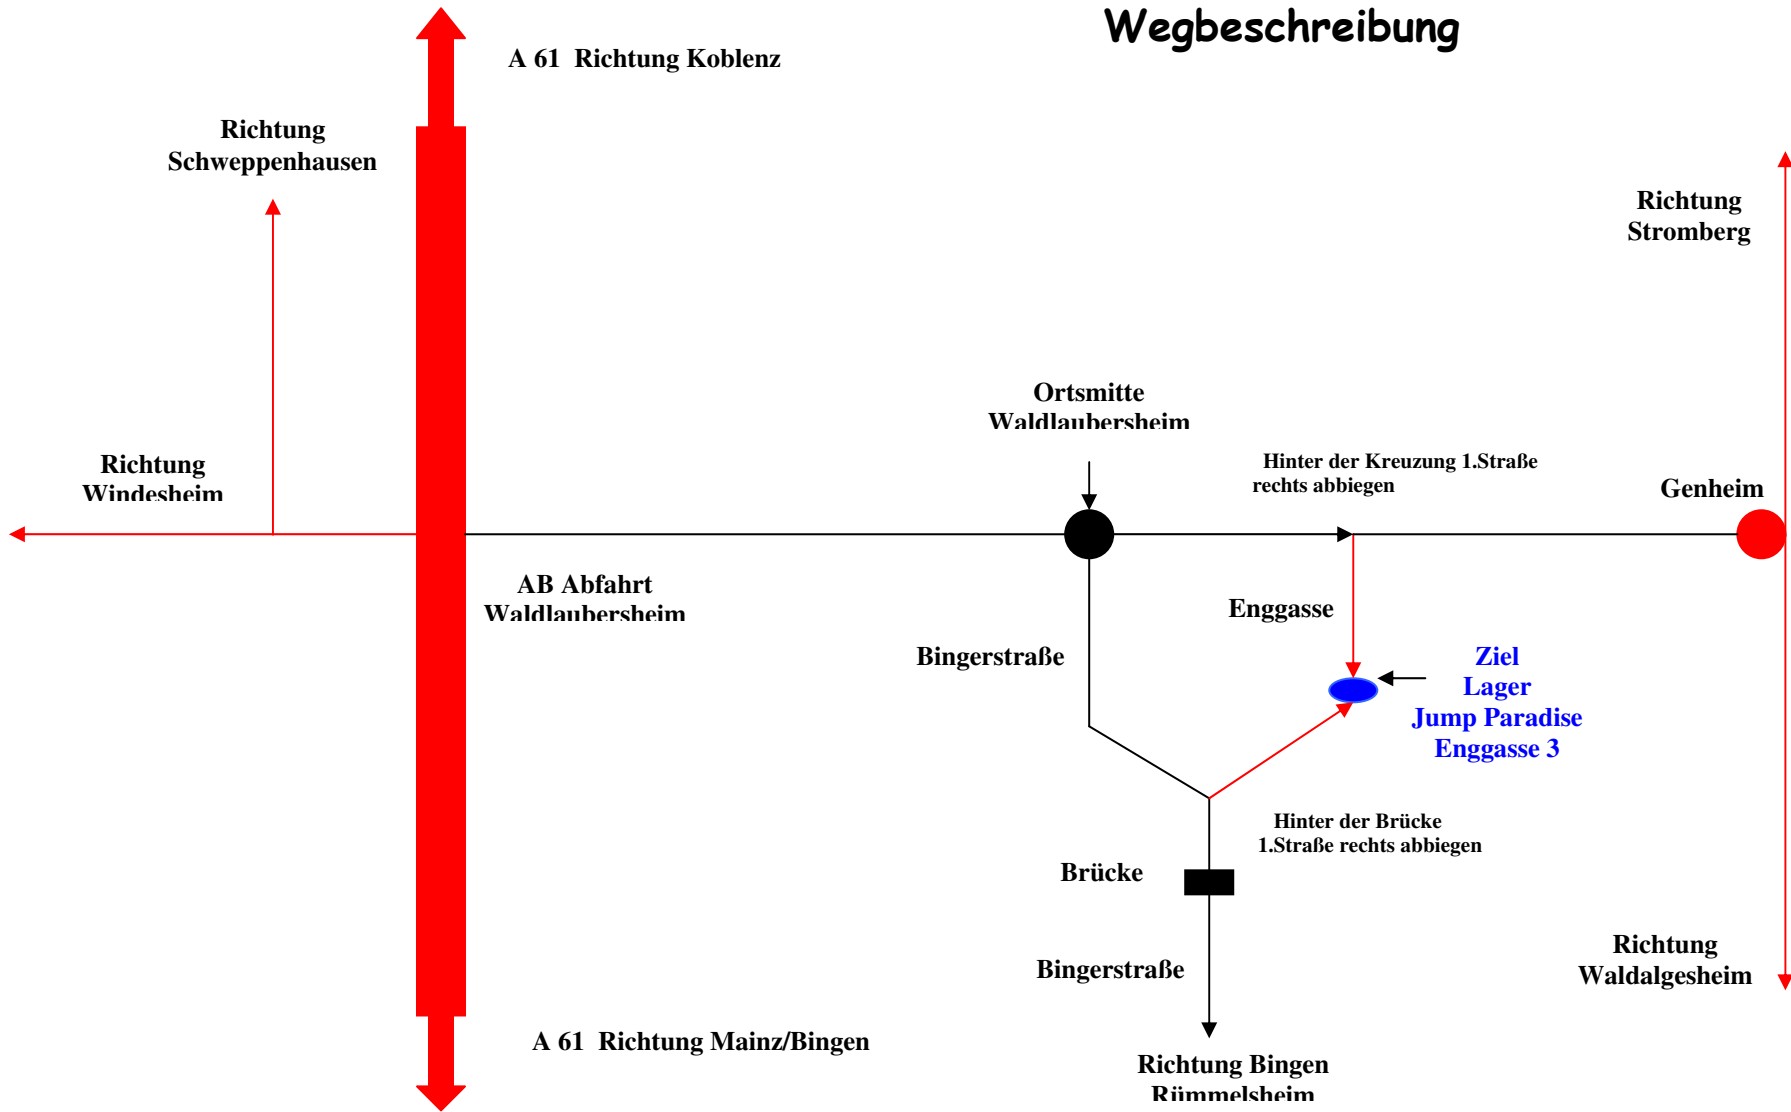 Wegbeschreibung
A 61 Richtung Koblenz
Richtung
Schweppenhausen
Richtung
Stromberg
Ortsmitte
Waldlaubersheim
Richtung
Windesheim
Hinter der Kreuzung 1.Straße
rechts abbiegen
Genheim
AB Abfahrt
Waldlaubersheim
Enggasse
Bingerstraße
Ziel
Lager
Jump Paradise
Enggasse 3
Hinter der Brücke
1.Straße rechts abbiegen
Brücke
Bingerstraße
Richtung
Waldalgesheim
A 61 Richtung Mainz/Bingen
Richtung Bingen
Rümmelsheim